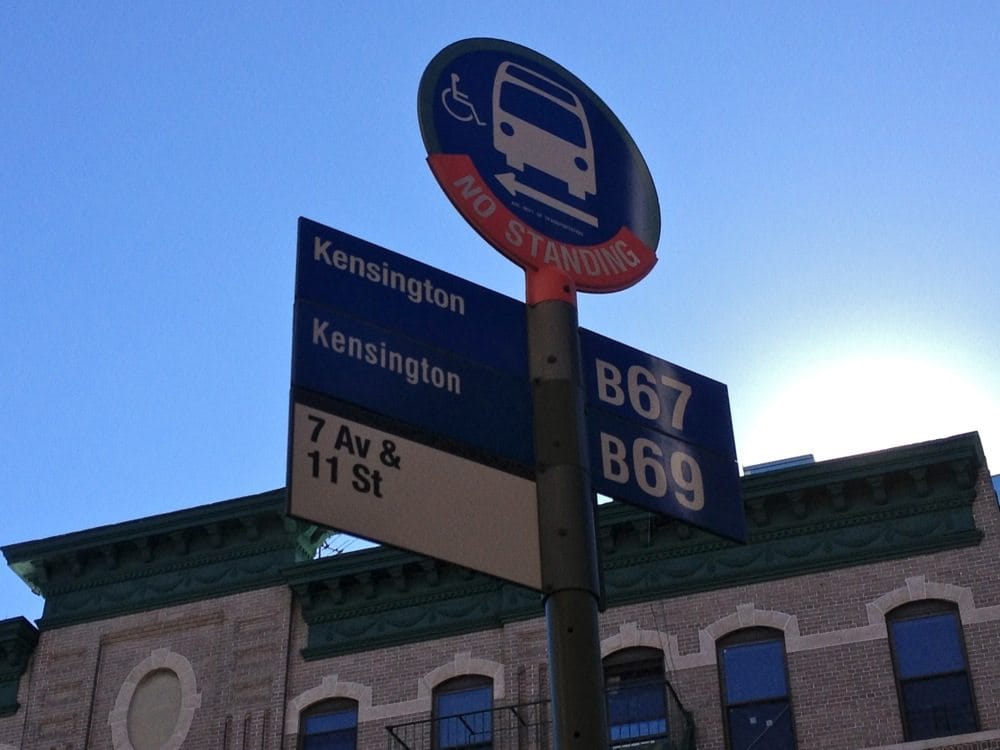 NO STANDING
Kensington
B67
Kensington
B69
7 Av &
11 St